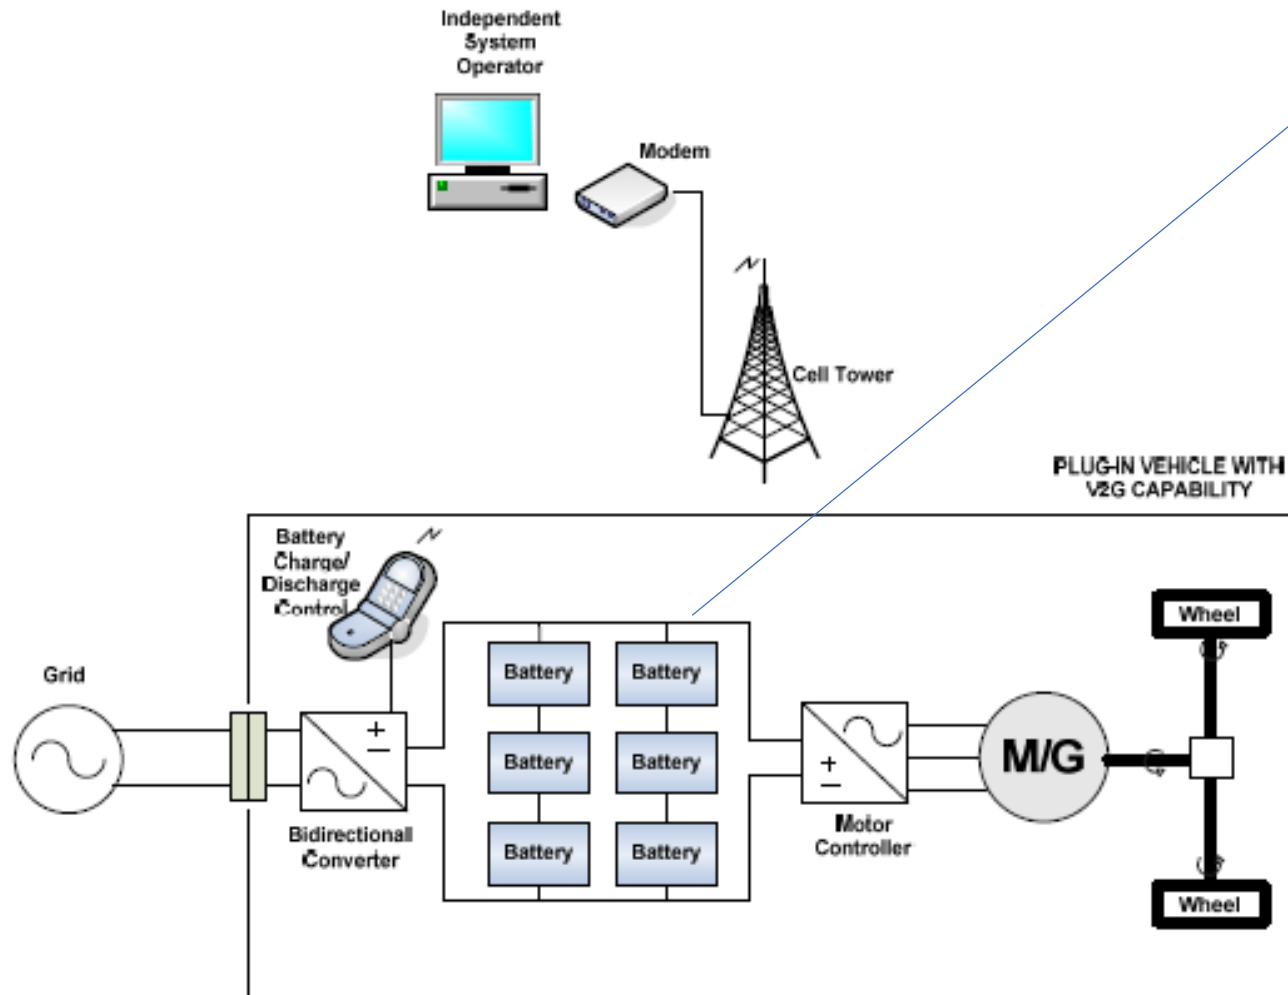 Independent
System
Operator
Modem
Cell Tower
PLUG-IN VEHICLE WITH
V2G CAPABILITY
Battery
Charge/
Discharge
Control
Grid
Bidirectional
Converter
Battery
Battery
Battery
Battery
Battery
Battery
+
−
+
−
Motor
Controller
M/G
Wheel
Wheel